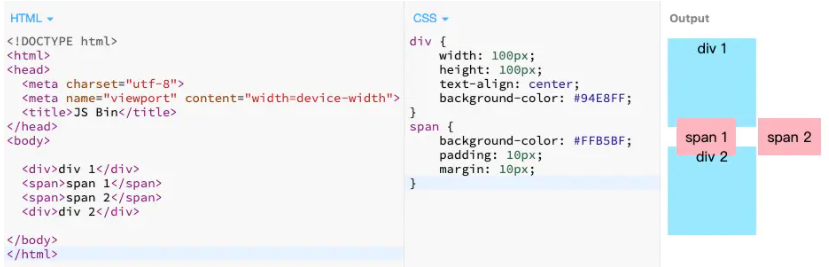 HTML
<!DOCTYPE html>
<html>
<head>
  <meta charset="utf-8">
  <meta name="viewport" content="width=device-width">
  <title>JS Bin</title>
</head>
<body>

  <div>div 1</div>
  <span>span 1</span>
  <span>span 2</span>
  <div>div 2</div>

</body>
</html>
CSS
div {
    width: 100px;
    height: 100px;
    text-align: center;
    background-color: #94E8FF;
}
span {
    background-color: #FFB5BF;
    padding: 10px;
    margin: 10px;
}
Output
div 1
span 1 span 2
div 2